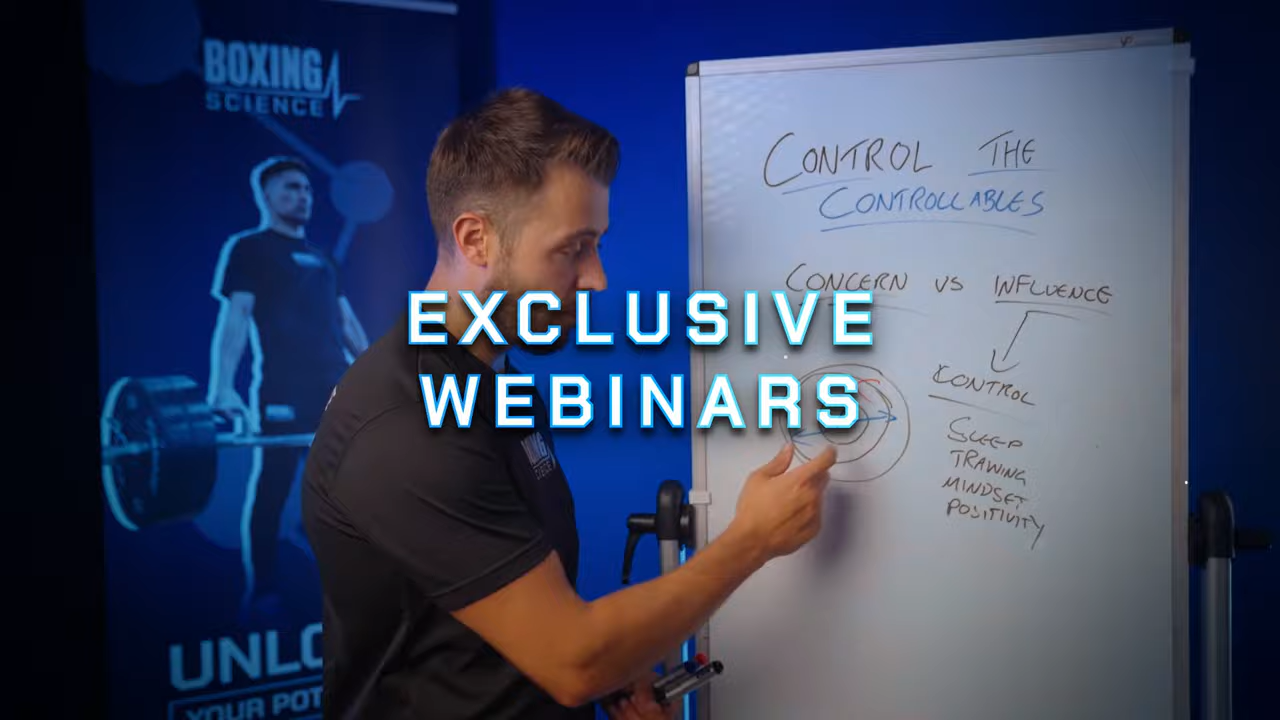 BOXING
SCIENCE
CONTROL THE
CONTROLLABLES
CONCERN VS INFLUENCE
EXCLUSIVE
WEBINARS
CONTROL
SLEEP
TRAINING
MINDSET
POSITIVITY
UNLO
YOUR POT